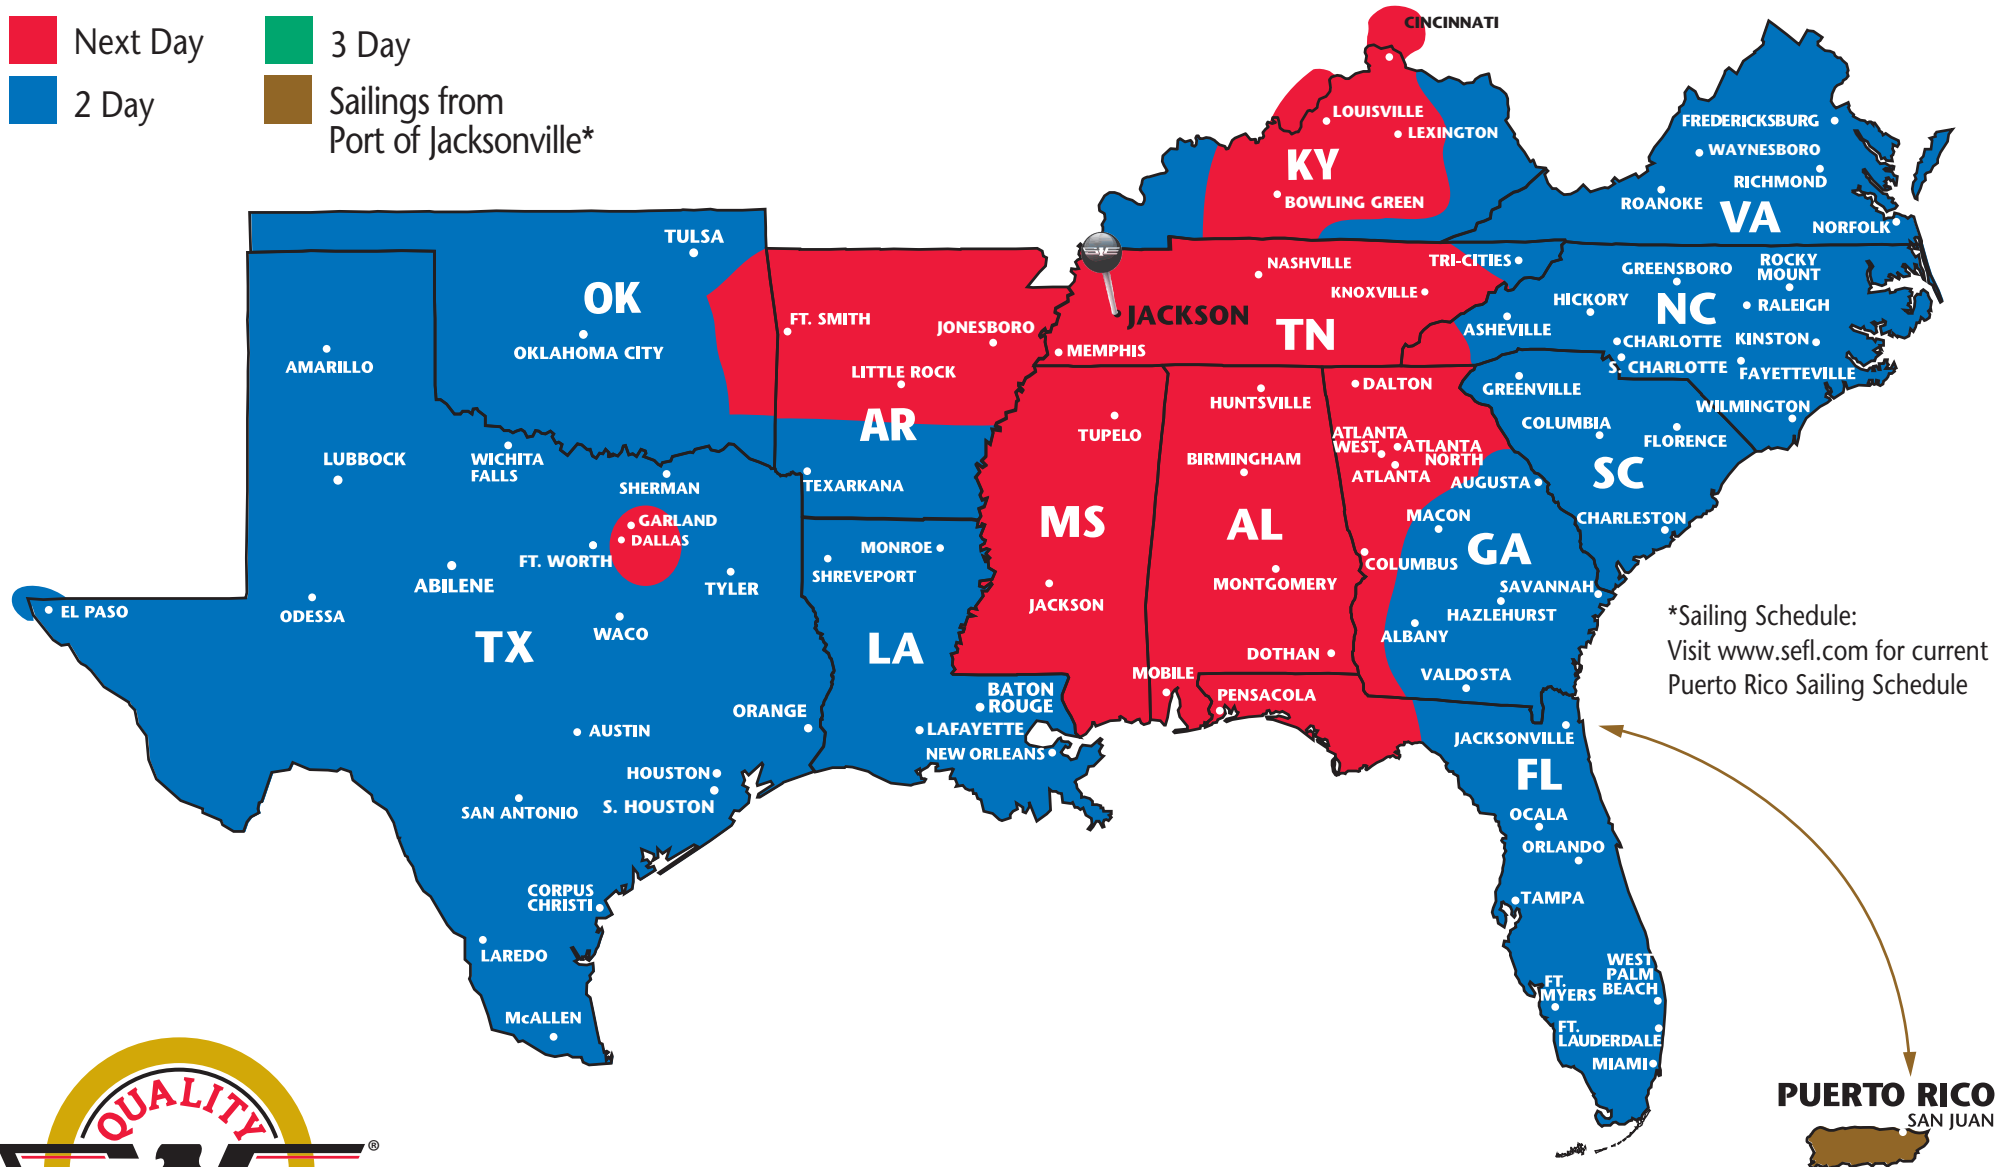 Next Day
3 Day
2 Day
Sailings from
Port of Jacksonville*
CINCINNATI
LOUISVILLE
LEXINGTON
KY
BOWLING GREEN
FREDERICKSBURG
WAYNESBORO
RICHMOND
ROANOKE
VA
NORFOLK
TULSA
OK
OKLAHOMA CITY
FT. SMITH
JONESBORO
LITTLE ROCK
AR
TEXARKANA
NASHVILLE
TRI-CITIES
KNOXVILLE
JACKSON
TN
MEMPHIS
GREENSBORO
ROCKY
MOUNT
HICKORY
NC
RALEIGH
ASHEVILLE
CHARLOTTE
KINSTON
S. CHARLOTTE
FAYETTEVILLE
WILMINGTON
GREENVILLE
COLUMBIA
FLORENCE
SC
CHARLESTON
AMARILLO
LUBBOCK
WICHITA
FALLS
SHERMAN
GARLAND
DALLAS
FT. WORTH
ABILENE
TYLER
EL PASO
ODESSA
WACO
TX
AUSTIN
ORANGE
HOUSTON
S. HOUSTON
SAN ANTONIO
CORPUS
CHRISTI
LAREDO
McALLEN
MONROE
SHREVEPORT
LA
BATON
ROUGE
LAFAYETTE
NEW ORLEANS
TUPELO
MS
JACKSON
HUNTSVILLE
BIRMINGHAM
AL
MONTGOMERY
DOTHAN
MOBILE
DALTON
ATLANTA
WEST
ATLANTA
NORTH
ATLANTA
AUGUSTA
MACON
GA
COLUMBUS
SAVANNAH
HAZLEHURST
ALBANY
VALDOSTA
PENSACOLA
JACKSONVILLE
FL
OCALA
ORLANDO
TAMPA
WEST
PALM
BEACH
FT.
MYERS
FT.
LAUDERDALE
MIAMI
*Sailing Schedule:
Visit www.sefl.com for current
Puerto Rico Sailing Schedule
PUERTO RICO
SAN JUAN
QUALITY
®